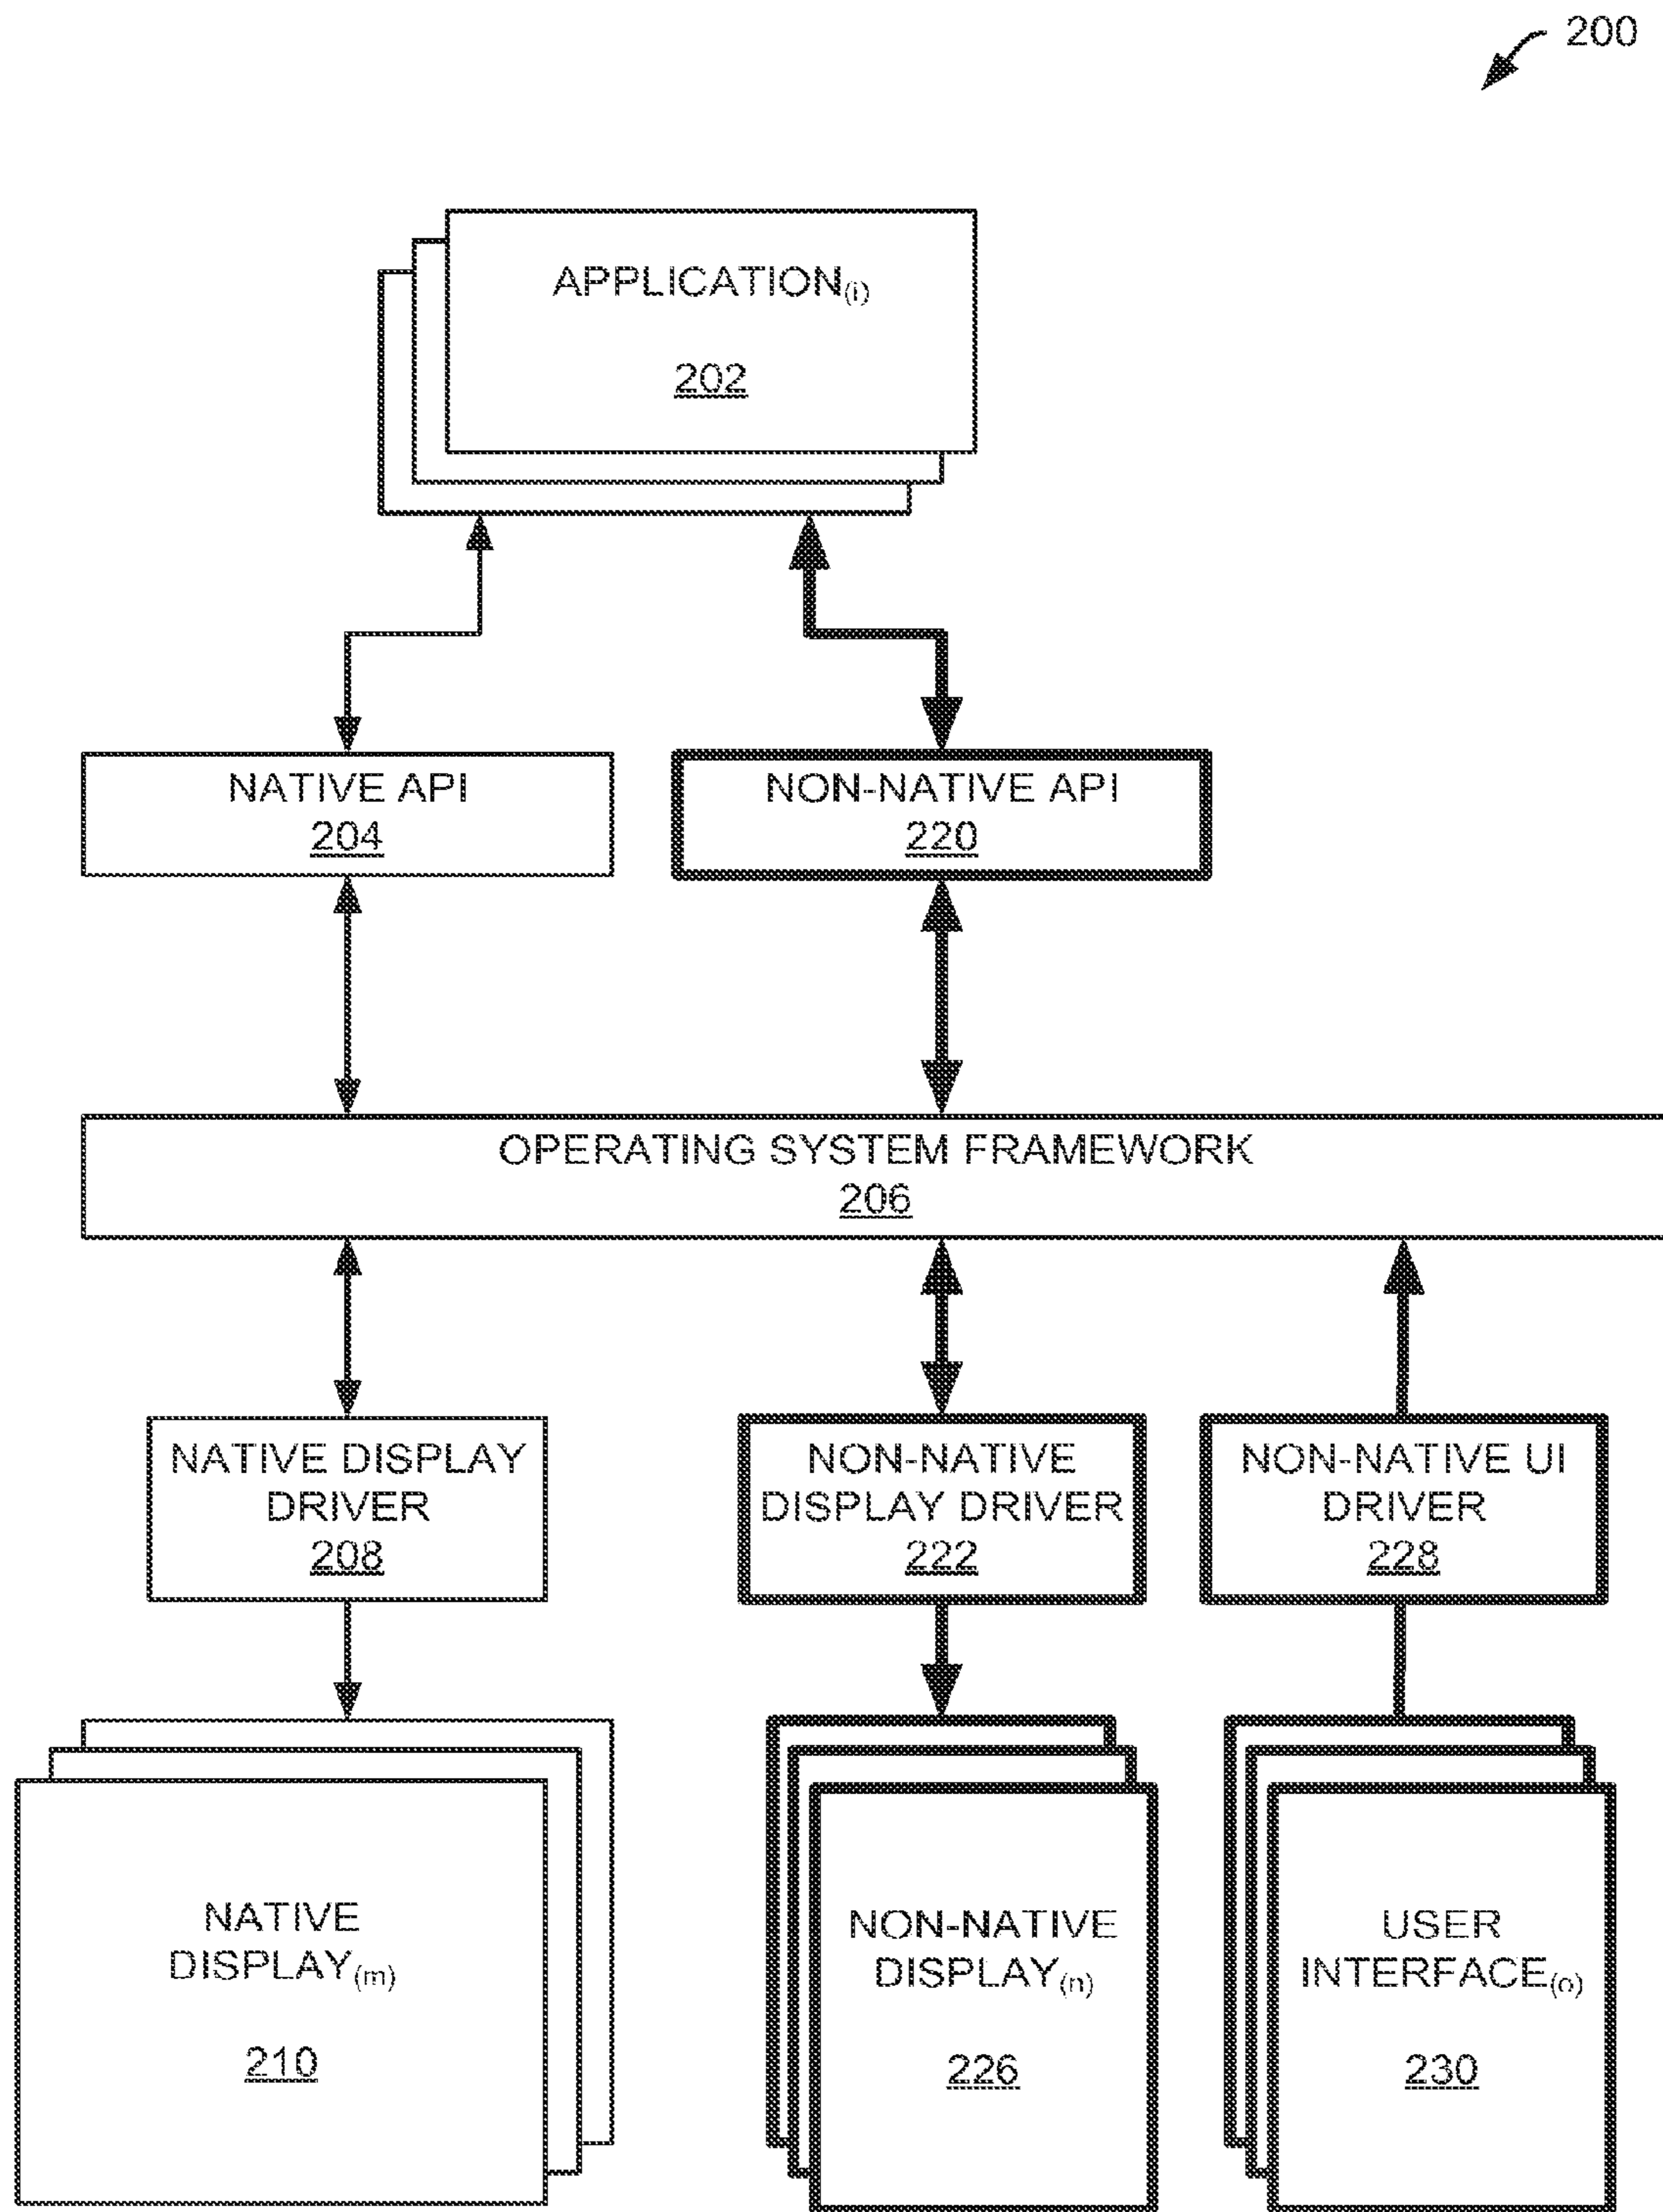 200
APPLICATION(i)
202
NATIVE API
204
NON-NATIVE API
220
OPERATING SYSTEM FRAMEWORK
206
NATIVE DISPLAY
DRIVER
208
NON-NATIVE
DISPLAY DRIVER
222
NON-NATIVE UI
DRIVER
228
NATIVE
DISPLAY(m)
210
NON-NATIVE
DISPLAY(n)
226
USER
INTERFACE(o)
230